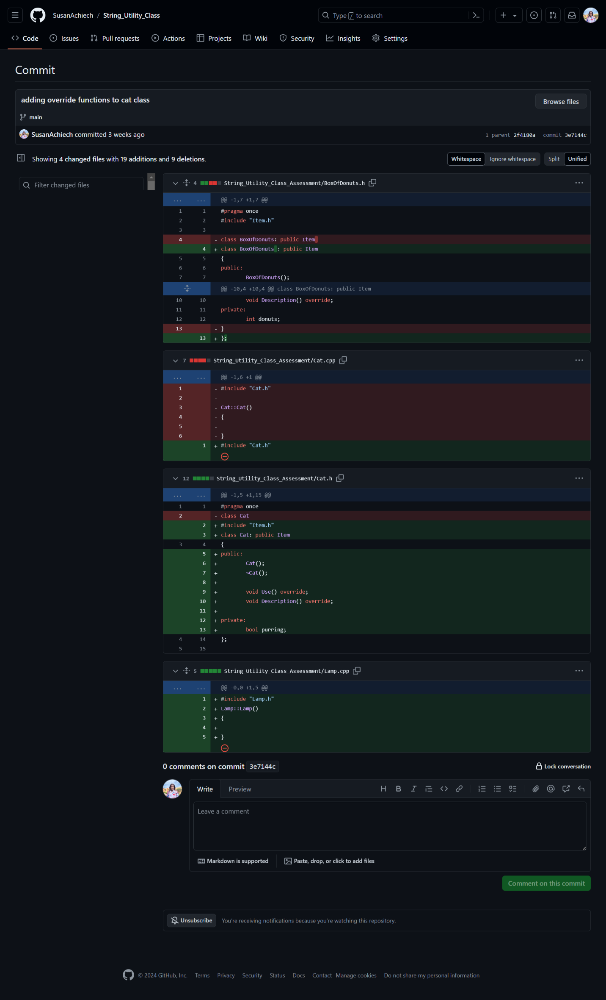 SusanAchiech / String_Utility_Class
Type / to search
Code Issues Pull requests Actions Projects Wiki Security Insights Settings
Commit
adding override functions to cat class
Browse files
main
SusanAchiech committed 3 weeks ago
1 parent 2f4180a commit 3e7144c
Showing 4 changed files with 19 additions and 9 deletions.
Whitespace Ignore whitespace Split Unified
Filter changed files
4 String_Utility_Class_Assessment/BoxOfDonuts.h
... ... @@ -1,7 +1,7 @@
1 1 #pragma once
2 2 #include "Item.h"
3 3
4 - class BoxOfDonuts: public Item
4 + class BoxOfDonuts : public Item
5 5 {
6 6 public:
7 7 BoxOfDonuts();
@@ -10,4 +10,4 @@ class BoxOfDonuts: public Item
10 10 void Description() override;
11 11 private:
12 12 int donuts;
13 - }
13 + };
7 String_Utility_Class_Assessment/Cat.cpp
... ... @@ -1,6 +1 @@
1 - #include "Cat.h"
2 -
3 - Cat::Cat()
4 - {
5 -
6 - }
1 + #include "Cat.h"
12 String_Utility_Class_Assessment/Cat.h
... ... @@ -1,5 +1,15 @@
1 1 #pragma once
2 - class Cat
2 + #include "Item.h"
3 + class Cat: public Item
3 4 {
5 + public:
6 + Cat();
7 + ~Cat();
8 +
9 + void Use() override;
10 + void Description() override;
11 +
12 + private:
13 + bool purring;
4 14 };
5 15
5 String_Utility_Class_Assessment/Lamp.cpp
... ... @@ -0,0 +1,5 @@
1 + #include "Lamp.h"
2 + Lamp::Lamp()
3 + {
4 +
5 + }
0 comments on commit 3e7144c
Lock conversation
Write Preview
Leave a comment
Markdown is supported
Paste, drop, or click to add files
Comment on this commit
Unsubscribe You're receiving notifications because you're watching this repository.
© 2024 GitHub, Inc. Terms Privacy Security Status Docs Contact Manage cookies Do not share my personal information